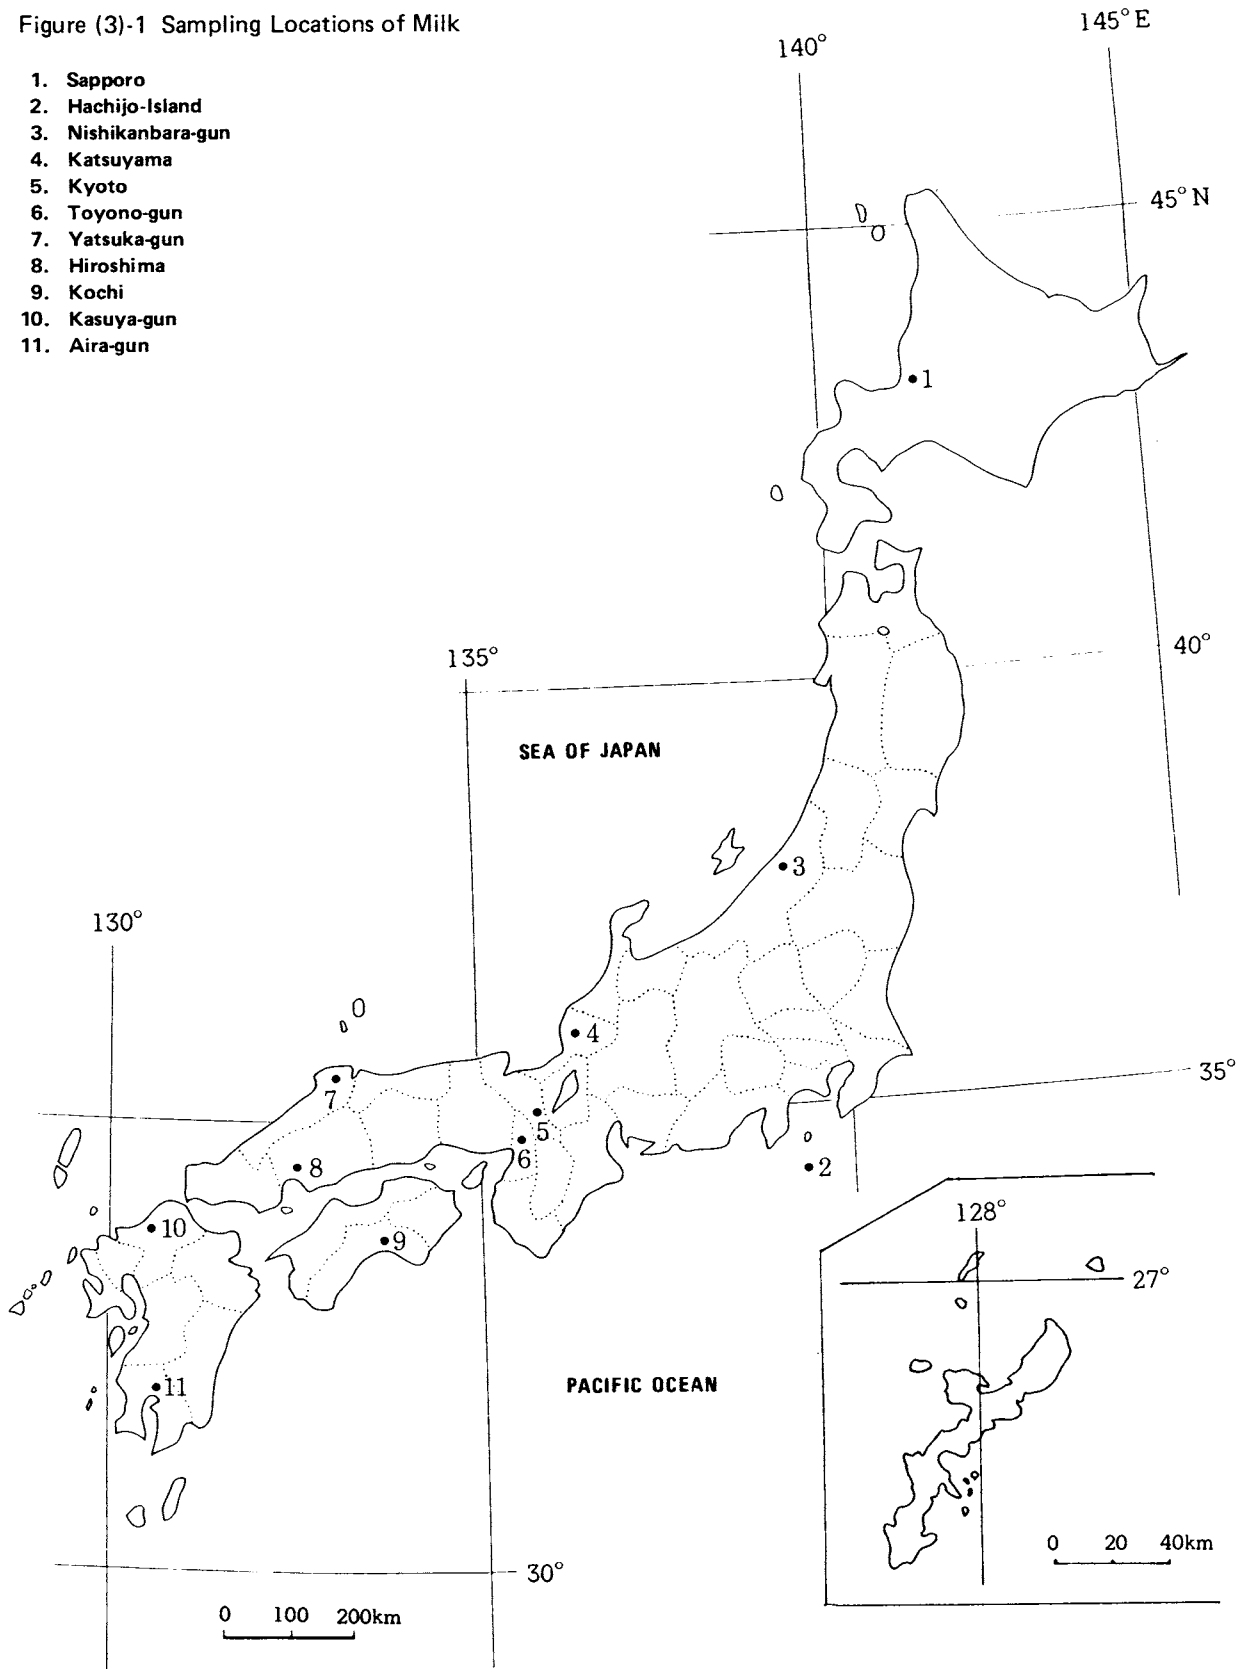 Figure (3)-1 Sampling Locations of Milk
1. Sapporo
2. Hachijo-Island
3. Nishikanbara-gun
4. Katsuyama
5. Kyoto
6. Toyono-gun
7. Yatsuka-gun
8. Hiroshima
9. Kochi
10. Kasuya-gun
11. Aira-gun
145° E
140°
45° N
1
40°
135°
SEA OF JAPAN
3
130°
4
35°
7
5
6
2
8
128°
10
9
27°
11
PACIFIC OCEAN
0 20 40km
30°
0 100 200km